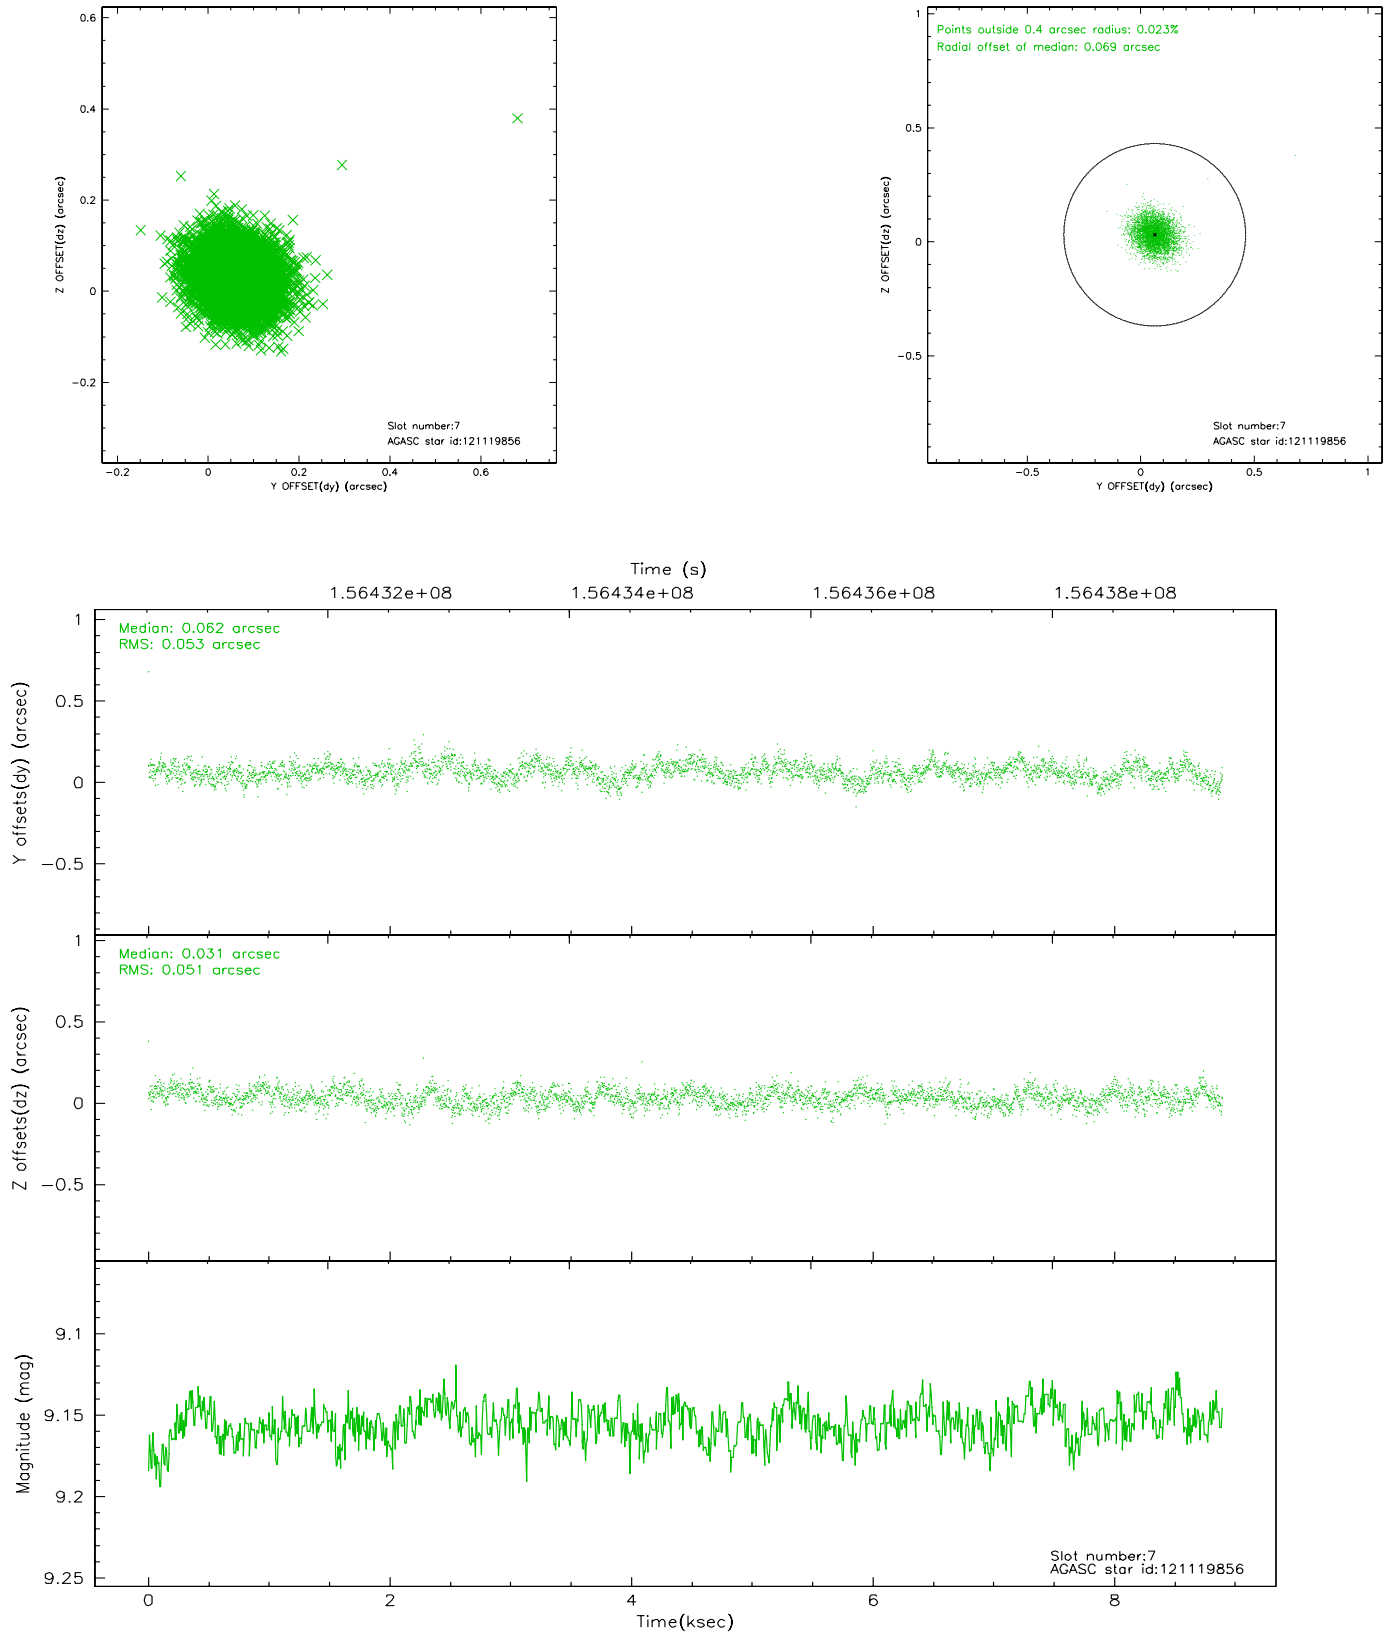 0.6
0.4
0.2
0
−0.2
Z OFFSET(dz) (arcsec)
Slot number:7
AGASC star id:121119856
−0.2 0 0.2 0.4 0.6
Y OFFSET(dy) (arcsec)
Points outside 0.4 arcsec radius: 0.023%
Radial offset of median: 0.069 arcsec
1
0.5
0
−0.5
Z OFFSET(dz) (arcsec)
Slot number:7
AGASC star id:121119856
−0.5 0 0.5 1
Y OFFSET(dy) (arcsec)
Time (s)
1.56432e+08 1.56434e+08 1.56436e+08 1.56438e+08
Median: 0.062 arcsec
RMS: 0.053 arcsec
1
0.5
0
−0.5
Y offsets(dy) (arcsec)
Median: 0.031 arcsec
RMS: 0.051 arcsec
1
0.5
0
−0.5
Z offsets(dz) (arcsec)
9.1
9.15
9.2
9.25
Magnitude (mag)
Slot number:7
AGASC star id:121119856
0 2 4 6 8
Time(ksec)